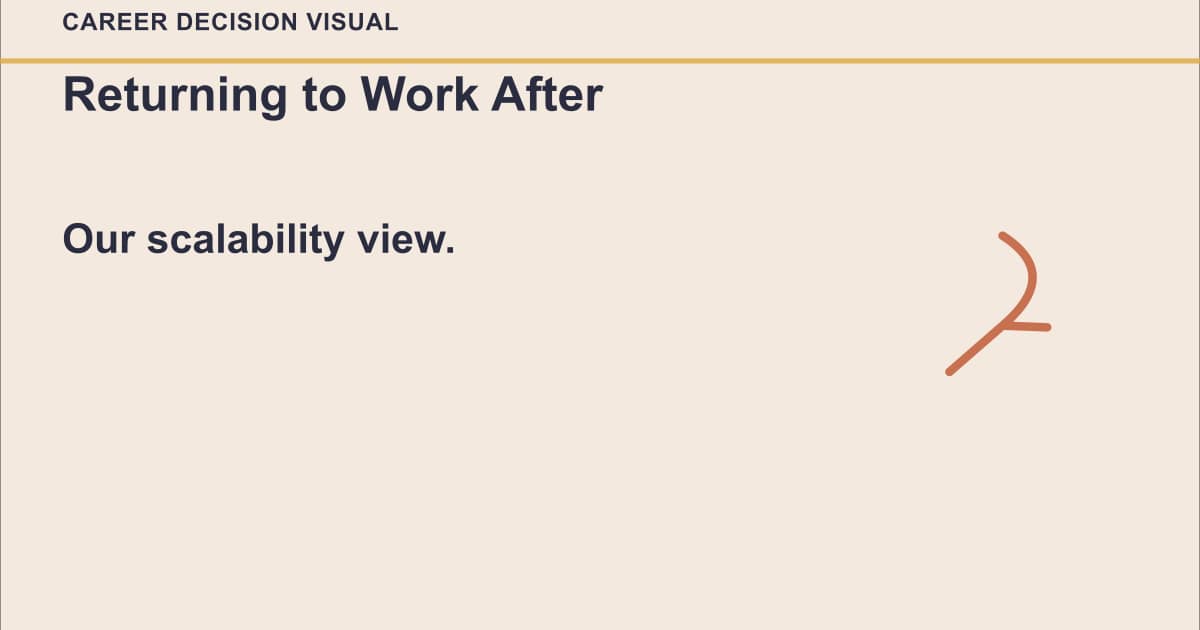 CAREER DECISION VISUAL
Returning to Work After
Our scalability view.